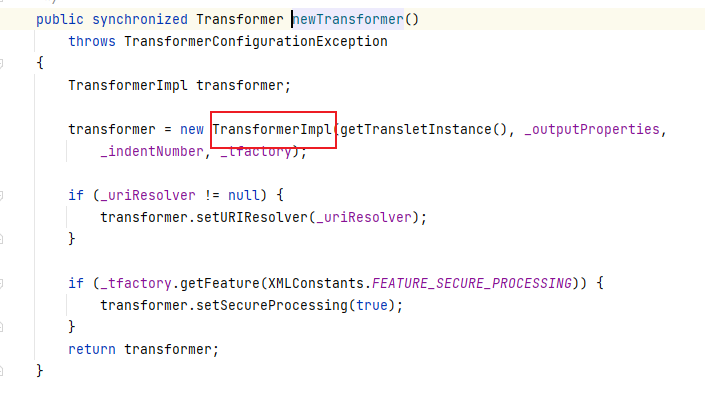 public synchronized Transformer newTransformer()
    throws TransformerConfigurationException
{
    TransformerImpl transformer;

    transformer = new TransformerImpl(getTransletInstance(), _outputProperties,
        _indentNumber, _tfactory);

    if (_uriResolver != null) {
        transformer.setURIResolver(_uriResolver);
    }

    if (_tfactory.getFeature(XMLConstants.FEATURE_SECURE_PROCESSING)) {
        transformer.setSecureProcessing(true);
    }
    return transformer;
}